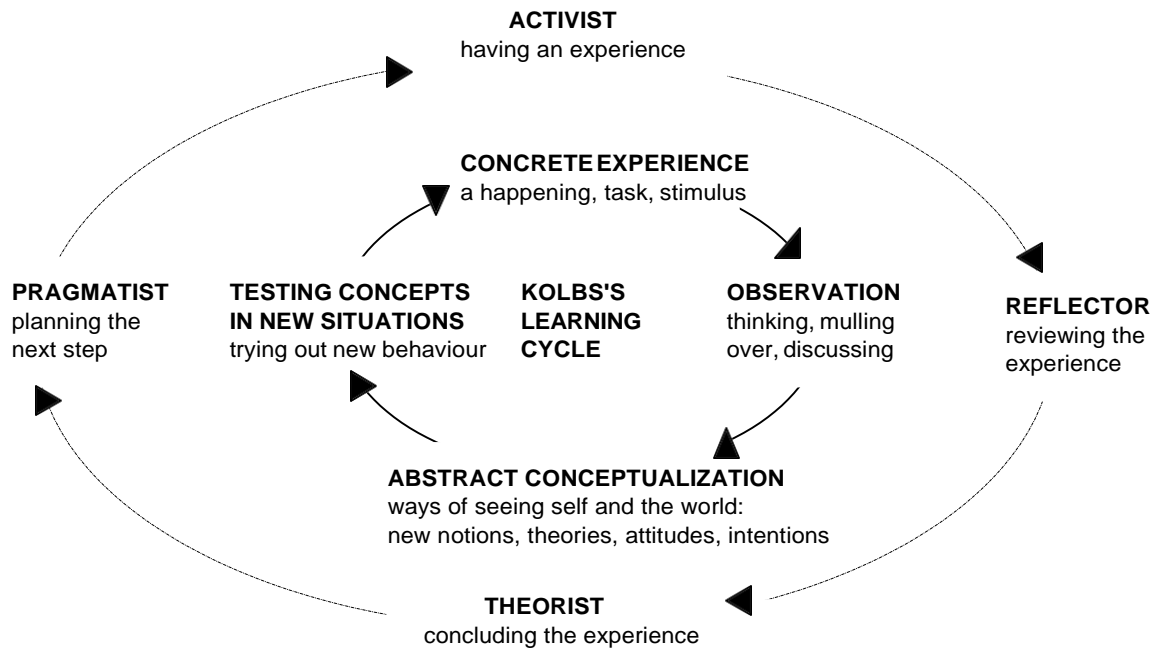 ACTIVIST
having an experience
CONCRETE EXPERIENCE
a happening, task, stimulus
PRAGMATIST
planning the
next step
TESTING CONCEPTS
IN NEW SITUATIONS
trying out new behaviour
KOLBS'S
LEARNING
CYCLE
OBSERVATION
thinking, mulling
over, discussing
REFLECTOR
reviewing the
experience
ABSTRACT CONCEPTUALIZATION
ways of seeing self and the world:
new notions, theories, attitudes, intentions
THEORIST
concluding the experience